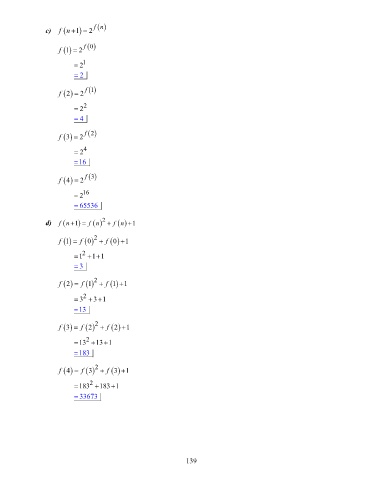 c) f(n+1) = 2^f(n)
f(1) = 2^f(0)
= 2^1
= 2
f(2) = 2^f(1)
= 2^2
= 4
f(3) = 2^f(2)
= 2^4
= 16
f(4) = 2^f(3)
= 2^16
= 65536
d) f(n+1) = f(n)^2 + f(n) + 1
f(1) = f(0)^2 + f(0) + 1
= 1^2 + 1 + 1
= 3
f(2) = f(1)^2 + f(1) + 1
= 3^2 + 3 + 1
= 13
f(3) = f(2)^2 + f(2) + 1
= 13^2 + 13 + 1
= 183
f(4) = f(3)^2 + f(3) + 1
= 183^2 + 183 + 1
= 33673
139